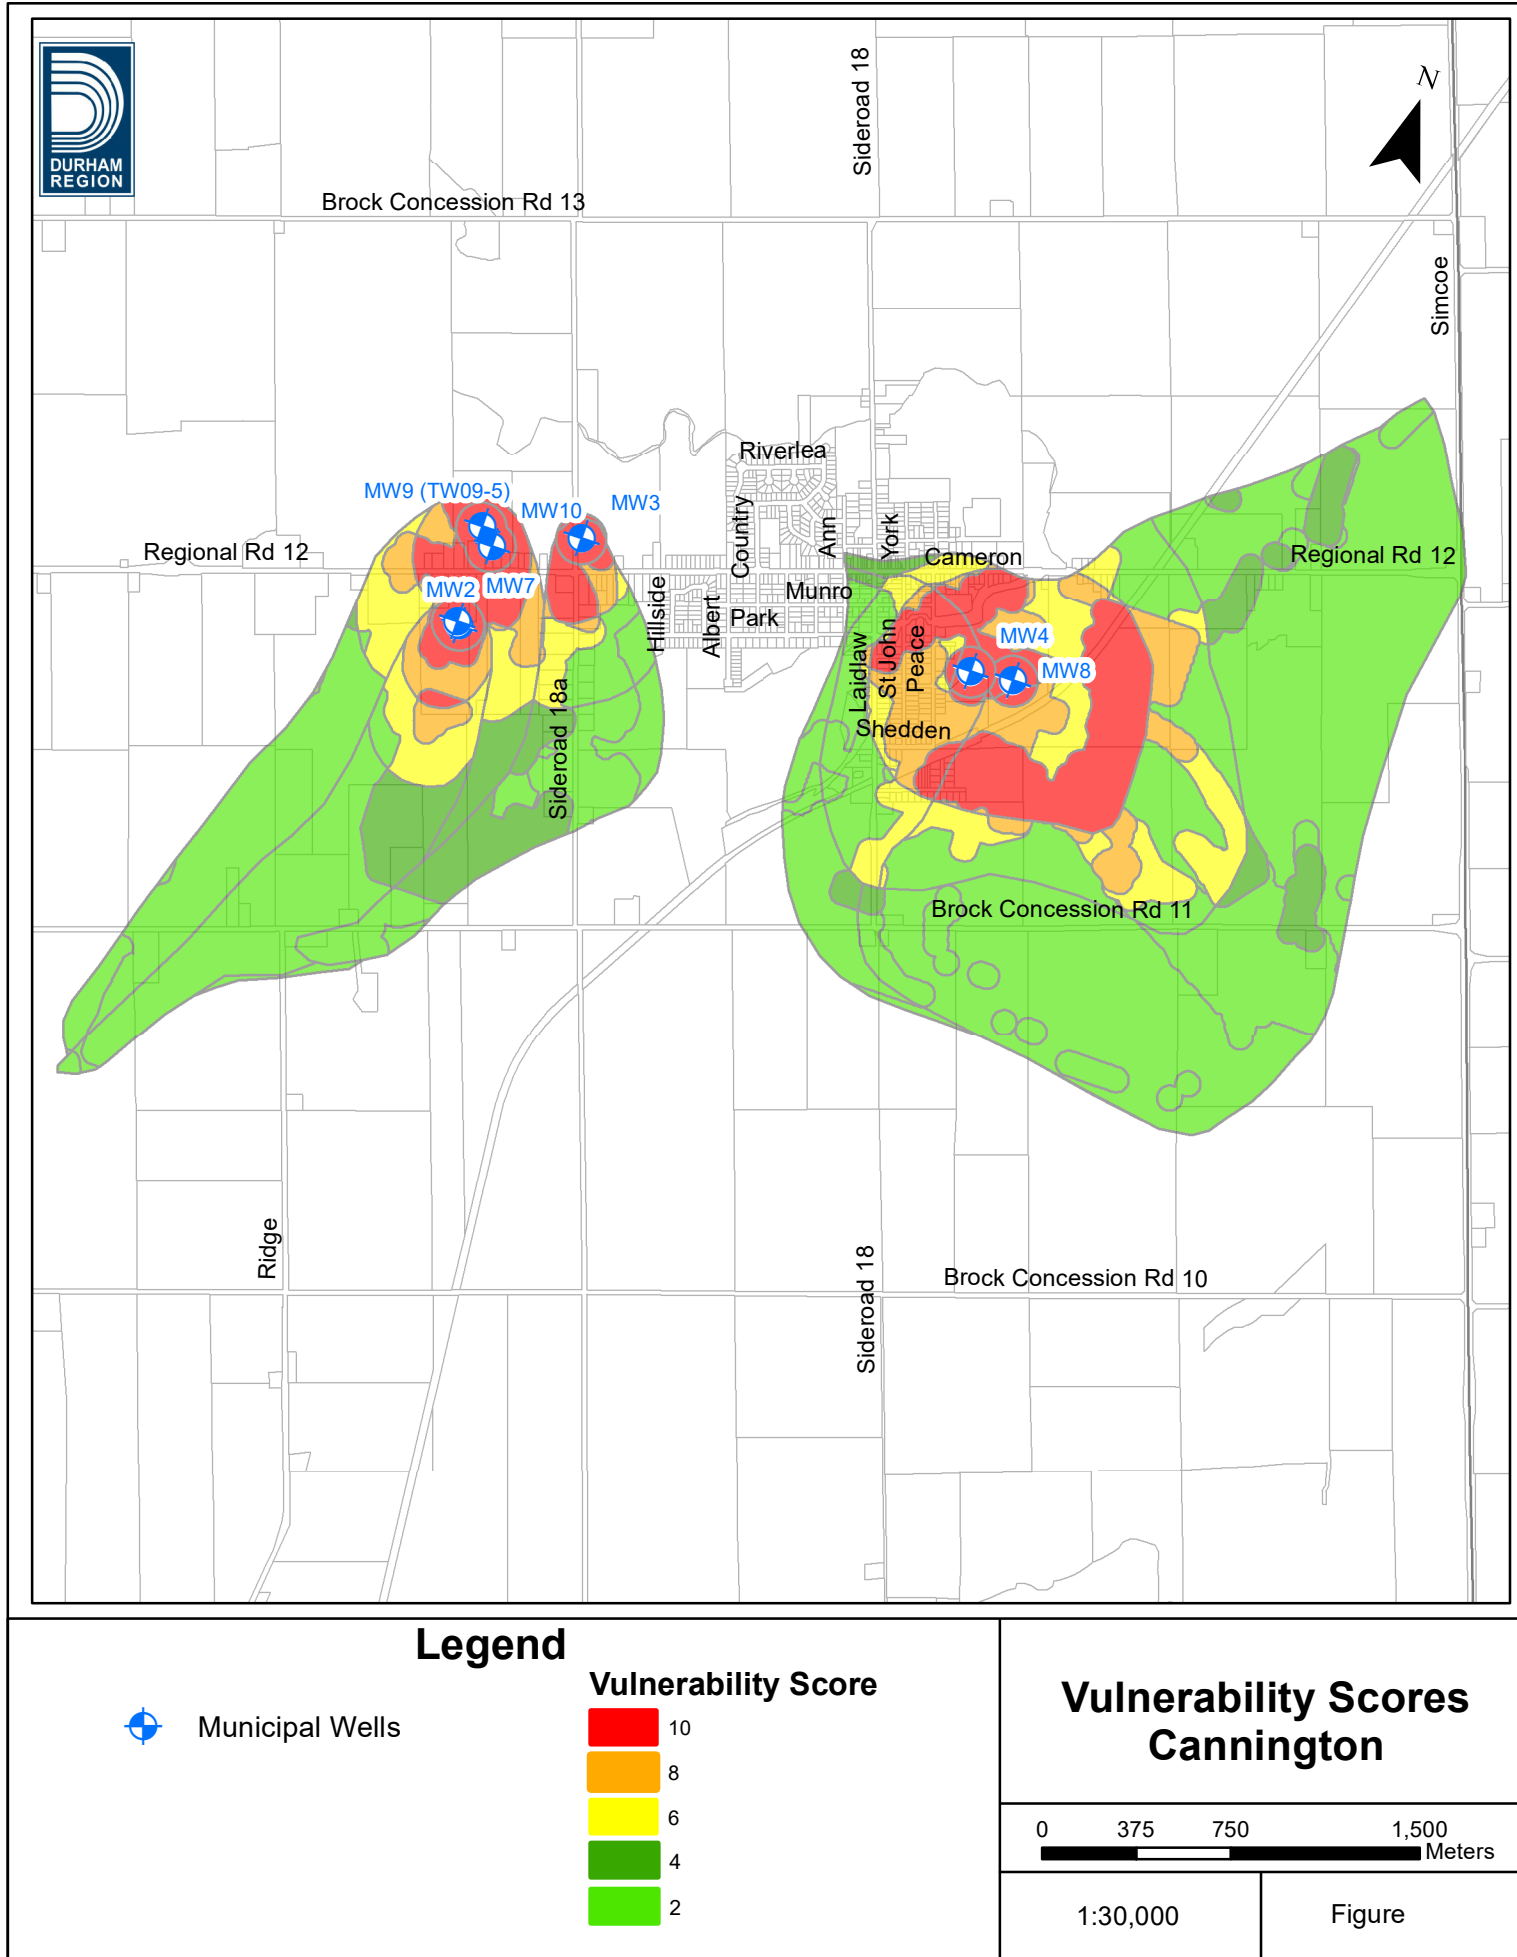 DURHAM
REGION
N
Sideroad 18
Brock Concession Rd 13
Simcoe
Riverlea
MW9 (TW09-5)
MW10
MW3
Country
Ann
York
Regional Rd 12
Cameron
Regional Rd 12
MW2
MW7
Munro
Hillside
Albert
Park
MW4
MW8
Laidlaw
St John
Peace
Shedden
Sideroad 18a
Brock Concession Rd 11
Ridge
Sideroad 18
Brock Concession Rd 10
Legend
Municipal Wells
Vulnerability Score
10
8
6
4
2
Vulnerability Scores
Cannington
0 375 750 1,500
Meters
1:30,000
Figure